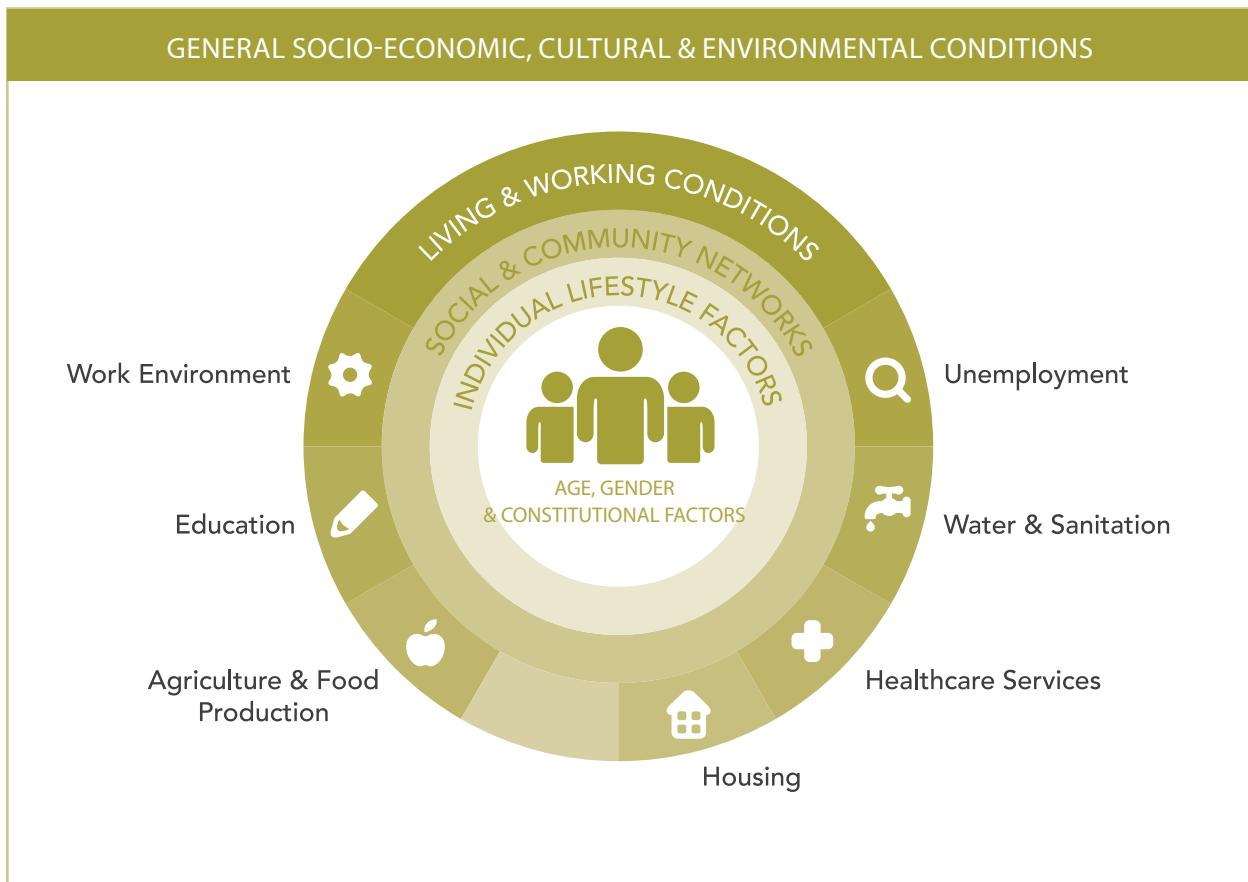 GENERAL SOCIO-ECONOMIC, CULTURAL & ENVIRONMENTAL CONDITIONS
LIVING & WORKING CONDITIONS
SOCIAL & COMMUNITY NETWORKS
INDIVIDUAL LIFESTYLE FACTORS
AGE, GENDER
& CONSTITUTIONAL FACTORS
Work Environment
Education
Agriculture & Food
Production
Unemployment
Water & Sanitation
Healthcare Services
Housing